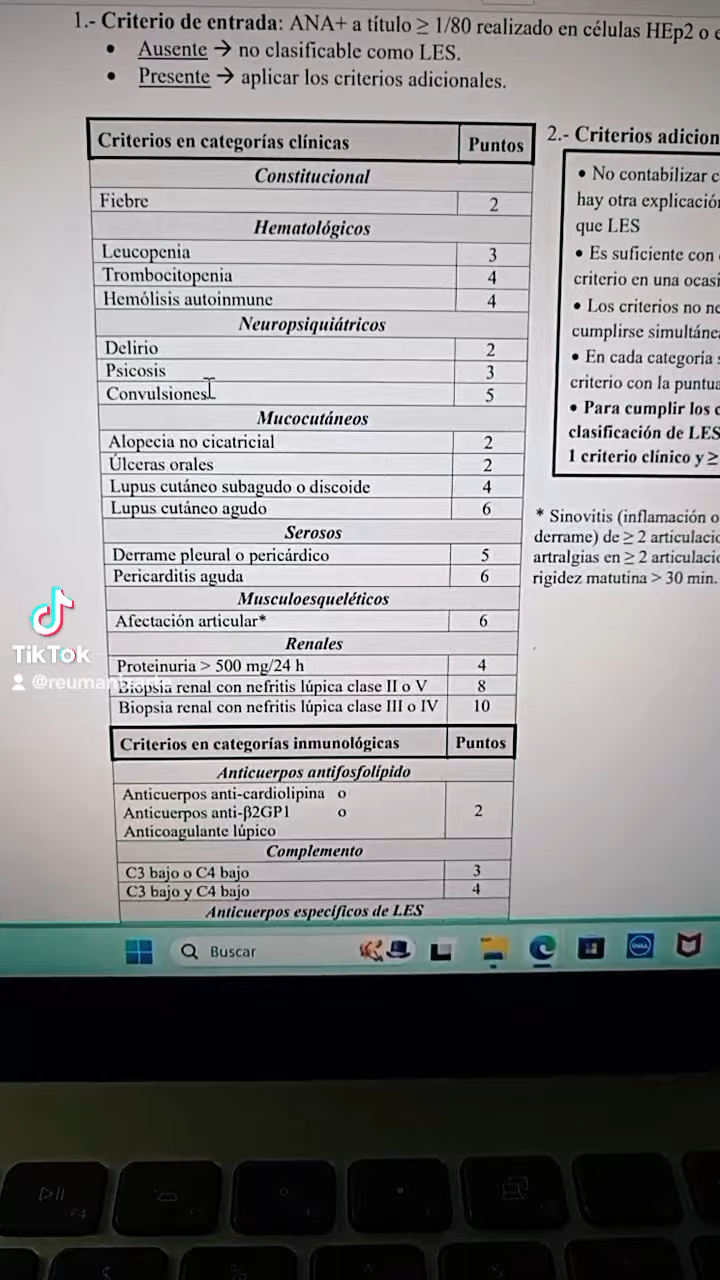 1.- Criterio de entrada: ANA+ a título ≥ 1/80 realizado en células HEp2 o
• Ausente → no clasificable como LES.
• Presente → aplicar los criterios adicionales.
Criterios en categorías clínicas Puntos
Constitucional
Fiebre 2
Hematológicos
Leucopenia 3
Trombocitopenia 4
Hemólisis autoinmune 4
Neuropsiquiátricos
Delirio 2
Psicosis 3
Convulsiones 5
Mucocutáneos
Alopecia no cicatricial 2
Úlceras orales 2
Lupus cutáneo subagudo o discoide 4
Lupus cutáneo agudo 6
Serosos
Derrame pleural o pericárdico 5
Pericarditis aguda 6
Musculoesqueléticos
Afectación articular* 6
Renales
Proteinuria > 500 mg/24 h 4
Biopsia renal con nefritis lúpica clase II o V 8
Biopsia renal con nefritis lúpica clase III o IV 10
Criterios en categorías inmunológicas Puntos
Anticuerpos antifosfolípido
Anticuerpos anti-cardiolipina o
Anticuerpos anti-β2GP1 o
Anticoagulante lúpico
2
Complemento
C3 bajo o C4 bajo 3
C3 bajo y C4 bajo 4
Anticuerpos específicos de LES
2.- Criterios adicion
• No contabilizar c
hay otra explicació
que LES
• Es suficiente con
criterio en una ocasi
• Los criterios no ne
cumplirse simultáne
• En cada categoría
criterio con la puntua
• Para cumplir los c
clasificación de LES
1 criterio clínico y ≥
* Sinovitis (inflamación o
derrame) de ≥ 2 articulacio
artralgias en ≥ 2 articulacio
rigidez matutina > 30 min.
TikTok
Buscar
DELL
F4